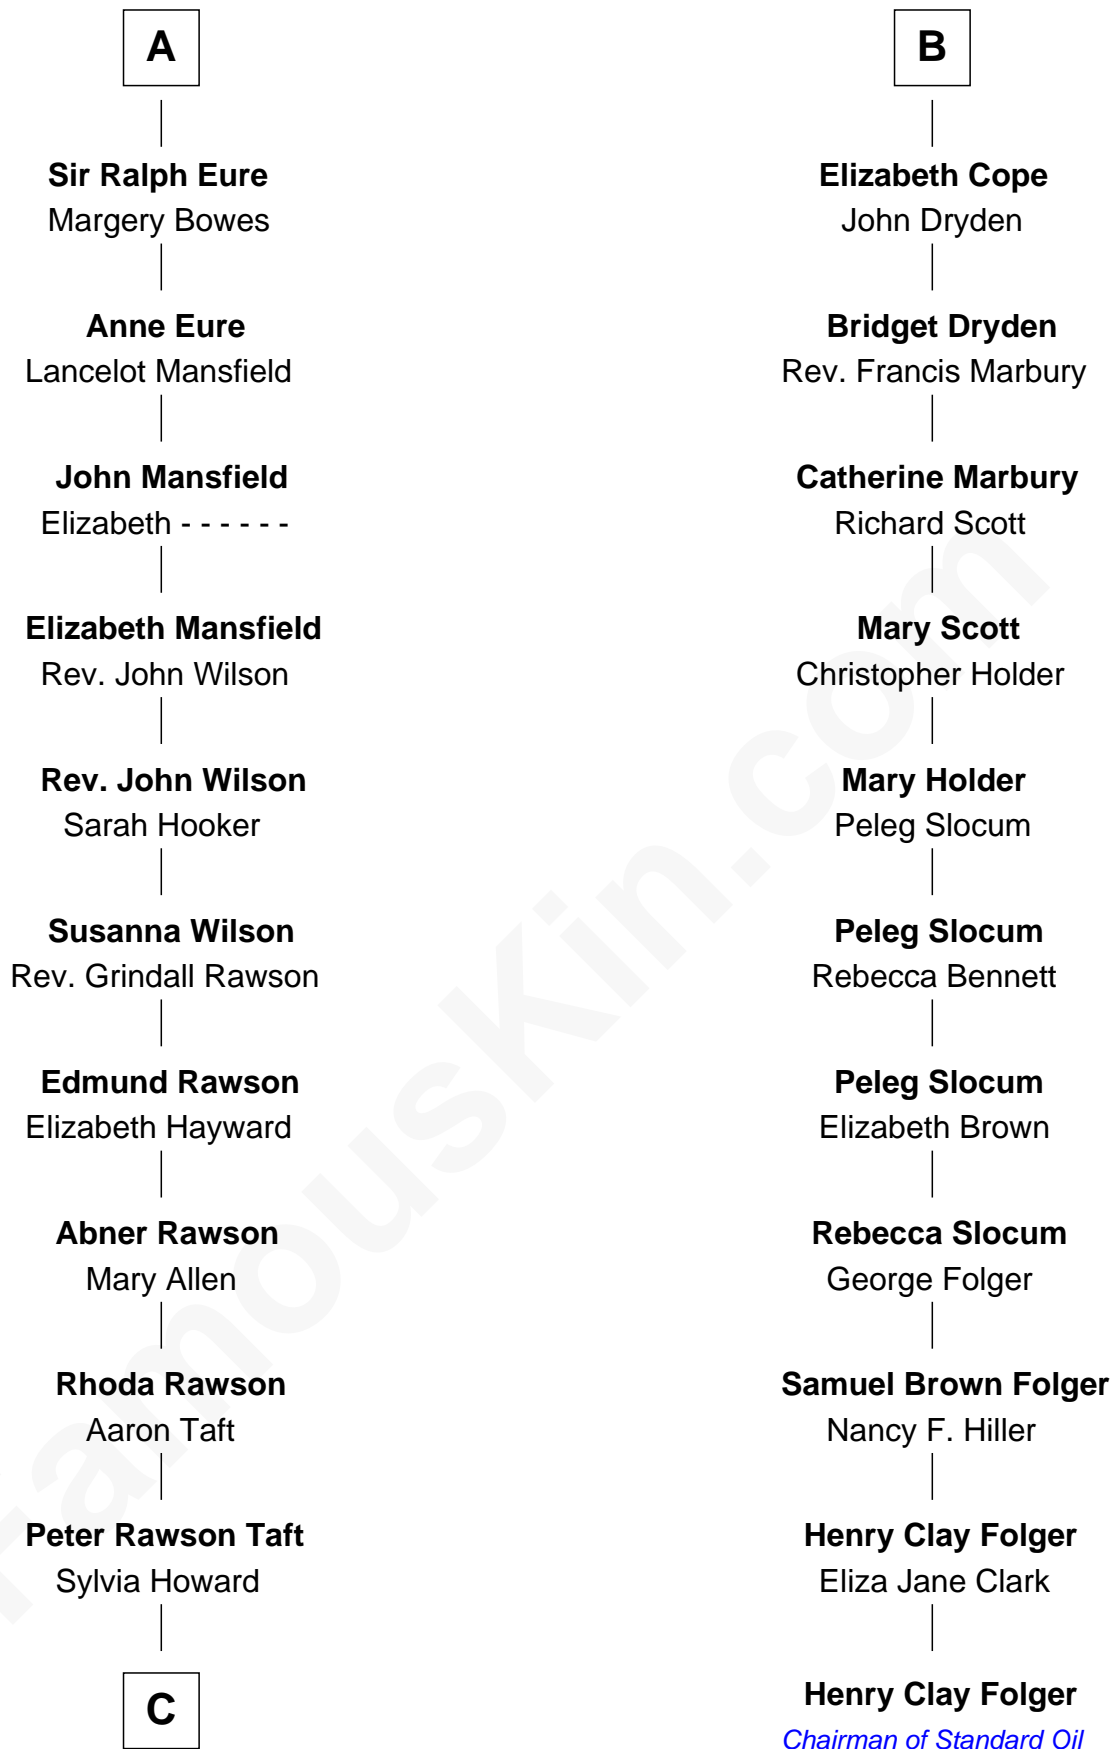 A
Sir Ralph Eure
Margery Bowes
Anne Eure
Lancelot Mansfield
John Mansfield
Elizabeth - - - - - -
Elizabeth Mansfield
Rev. John Wilson
Rev. John Wilson
Sarah Hooker
Susanna Wilson
Rev. Grindall Rawson
Edmund Rawson
Elizabeth Hayward
Abner Rawson
Mary Allen
Rhoda Rawson
Aaron Taft
Peter Rawson Taft
Sylvia Howard
C
B
Elizabeth Cope
John Dryden
Bridget Dryden
Rev. Francis Marbury
Catherine Marbury
Richard Scott
Mary Scott
Christopher Holder
Mary Holder
Peleg Slocum
Peleg Slocum
Rebecca Bennett
Peleg Slocum
Elizabeth Brown
Rebecca Slocum
George Folger
Samuel Brown Folger
Nancy F. Hiller
Henry Clay Folger
Eliza Jane Clark
Henry Clay Folger
Chairman of Standard Oil
FamousKin.com